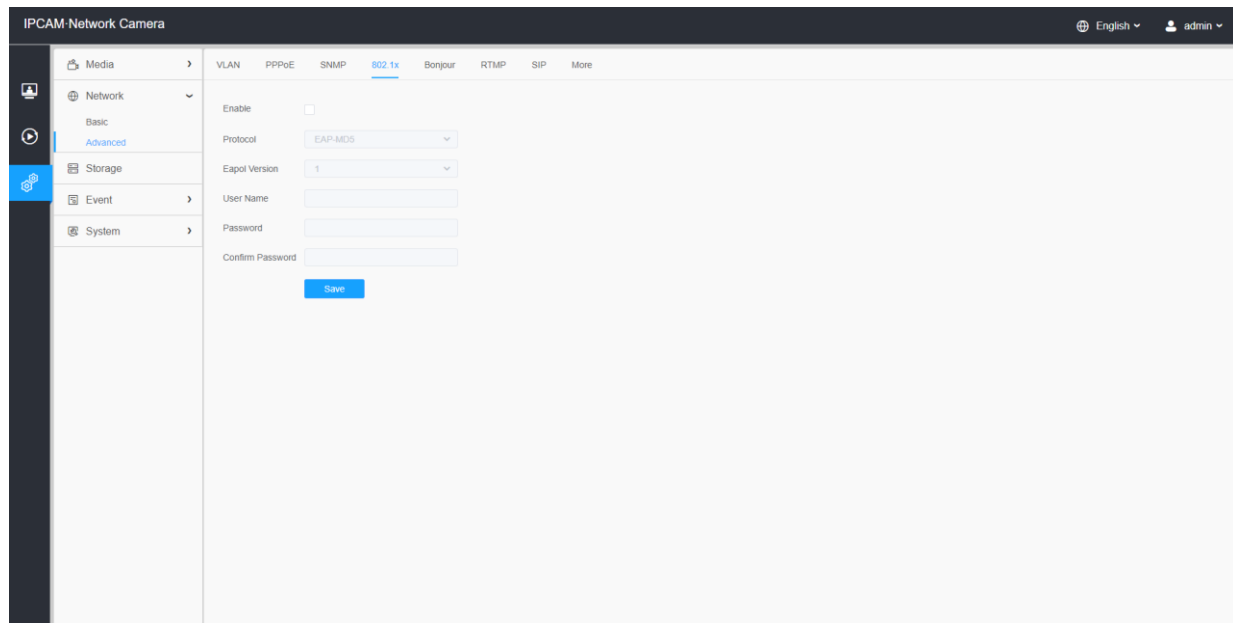 IPCAM·Network Camera
English
admin
Media
Network
Basic
Advanced
Storage
Event
System
VLAN PPPoE SNMP 802.1x Bonjour RTMP SIP More
Enable
Protocol EAP-MD5
Eapol Version 1
User Name
Password
Confirm Password
Save